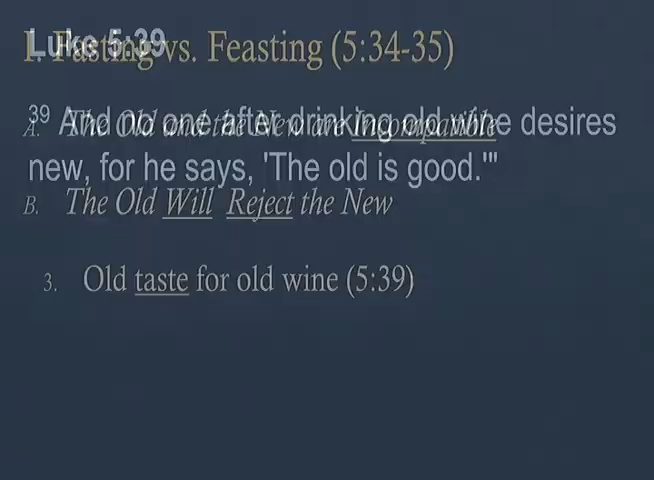 Luke 5:39
I. Fasting vs. Feasting (5:34-35)
39 And no one after drinking old wine desires
A. The Old and the New are Incompatible
new, for he says, 'The old is good.'"
B. The Old Will Reject the New
3. Old taste for old wine (5:39)